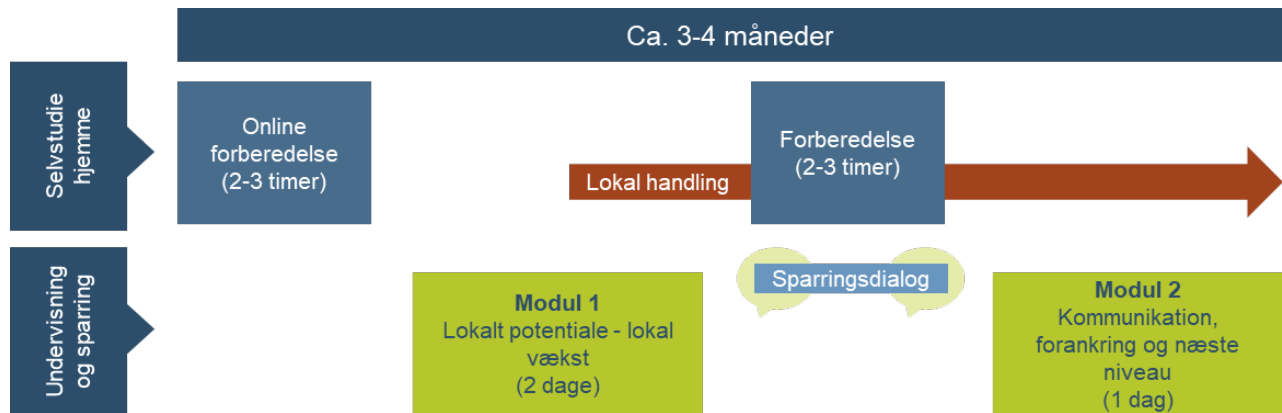 Ca. 3-4 måneder
Selvstudie
hjemme
Online
forberedelse
(2-3 timer)
Lokal handling
Forberedelse
(2-3 timer)
Undervisning
og sparring
Modul 1
Lokalt potentiale - lokal
vækst
(2 dage)
Sparringsdialog
Modul 2
Kommunikation,
forankring og næste
niveau
(1 dag)